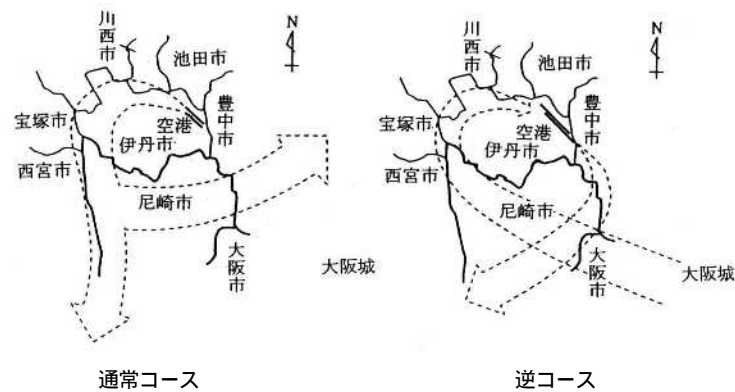 川西市
池田市
N
豊中市
空港
宝塚市
伊丹市
西宮市
尼崎市
大阪市
大阪城
通常コース
川西市
池田市
N
豊中市
空港
宝塚市
伊丹市
西宮市
尼崎市
大阪市
大阪城
逆コース